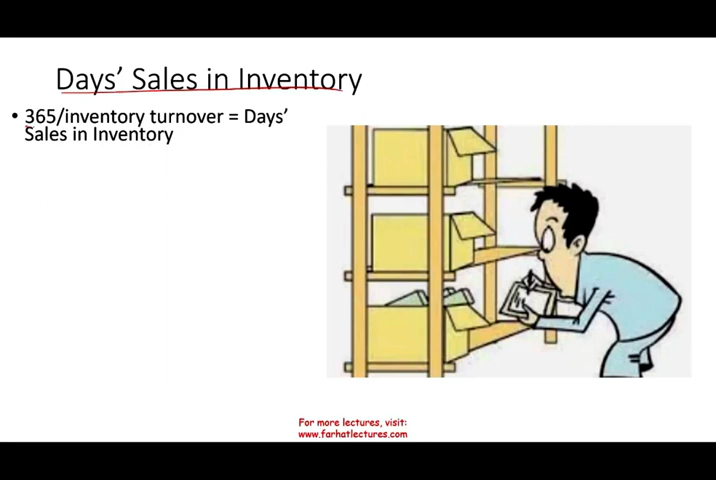 Days’ Sales in Inventory
• 365/inventory turnover = Days’
Sales in Inventory
For more lectures, visit:
www.farhatlectures.com